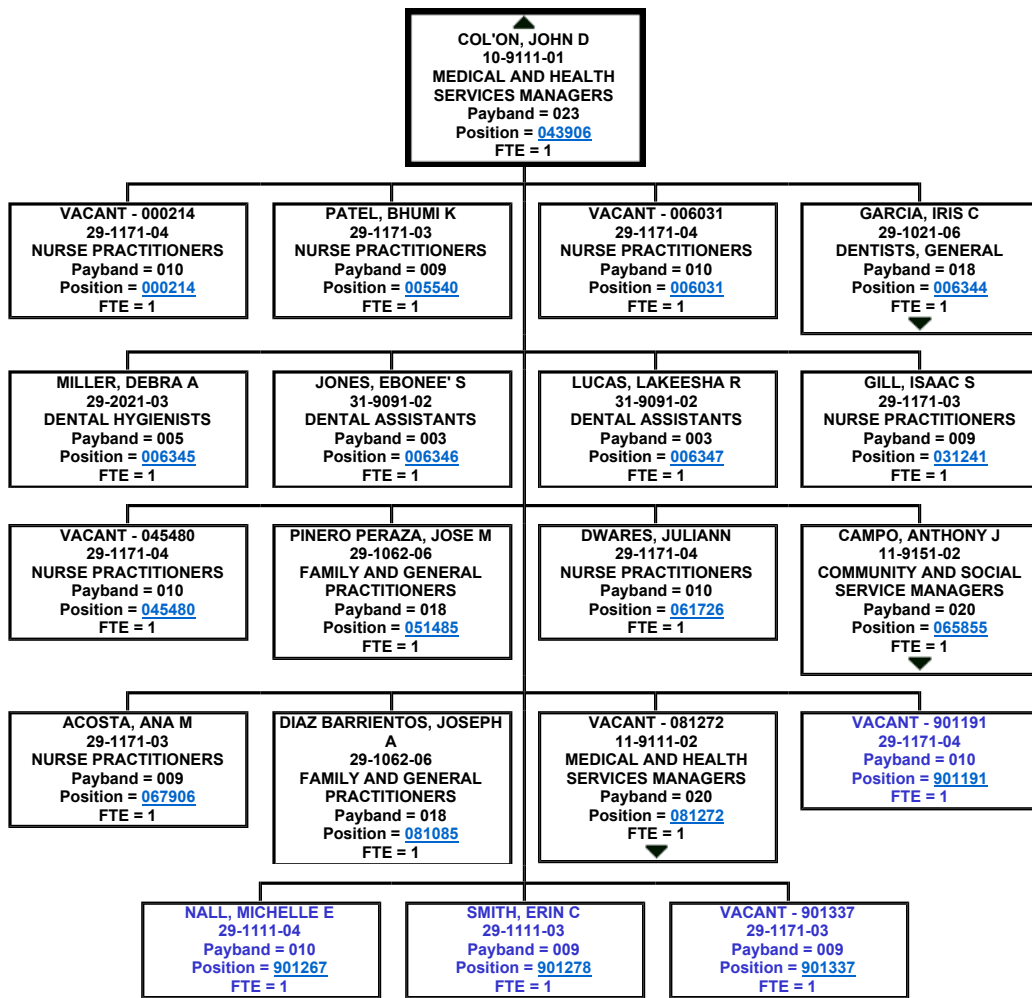 COL'ON, JOHN D
10-9111-01
MEDICAL AND HEALTH
SERVICES MANAGERS
Payband = 023
Position = 043906
FTE = 1
VACANT - 000214
29-1171-04
NURSE PRACTITIONERS
Payband = 010
Position = 000214
FTE = 1
PATEL, BHUMI K
29-1171-03
NURSE PRACTITIONERS
Payband = 009
Position = 005540
FTE = 1
VACANT - 006031
29-1171-04
NURSE PRACTITIONERS
Payband = 010
Position = 006031
FTE = 1
GARCIA, IRIS C
29-1021-06
DENTISTS, GENERAL
Payband = 018
Position = 006344
FTE = 1
MILLER, DEBRA A
29-2021-03
DENTAL HYGIENISTS
Payband = 005
Position = 006345
FTE = 1
JONES, EBONEE' S
31-9091-02
DENTAL ASSISTANTS
Payband = 003
Position = 006346
FTE = 1
LUCAS, LAKEESHA R
31-9091-02
DENTAL ASSISTANTS
Payband = 003
Position = 006347
FTE = 1
GILL, ISAAC S
29-1171-03
NURSE PRACTITIONERS
Payband = 009
Position = 031241
FTE = 1
VACANT - 045480
29-1171-04
NURSE PRACTITIONERS
Payband = 010
Position = 045480
FTE = 1
PINERO PERAZA, JOSE M
29-1062-06
FAMILY AND GENERAL
PRACTITIONERS
Payband = 018
Position = 051485
FTE = 1
DWARES, JULIANN
29-1171-04
NURSE PRACTITIONERS
Payband = 010
Position = 061726
FTE = 1
CAMPO, ANTHONY J
11-9151-02
COMMUNITY AND SOCIAL
SERVICE MANAGERS
Payband = 020
Position = 065855
FTE = 1
ACOSTA, ANA M
29-1171-03
NURSE PRACTITIONERS
Payband = 009
Position = 067906
FTE = 1
DIAZ BARRIENTOS, JOSEPH
A
29-1062-06
FAMILY AND GENERAL
PRACTITIONERS
Payband = 018
Position = 081085
FTE = 1
VACANT - 081272
11-9111-02
MEDICAL AND HEALTH
SERVICES MANAGERS
Payband = 020
Position = 081272
FTE = 1
VACANT - 901191
29-1171-04
Payband = 010
Position = 901191
FTE = 1
NALL, MICHELLE E
29-1111-04
Payband = 010
Position = 901267
FTE = 1
SMITH, ERIN C
29-1111-03
Payband = 009
Position = 901278
FTE = 1
VACANT - 901337
29-1171-03
Payband = 009
Position = 901337
FTE = 1